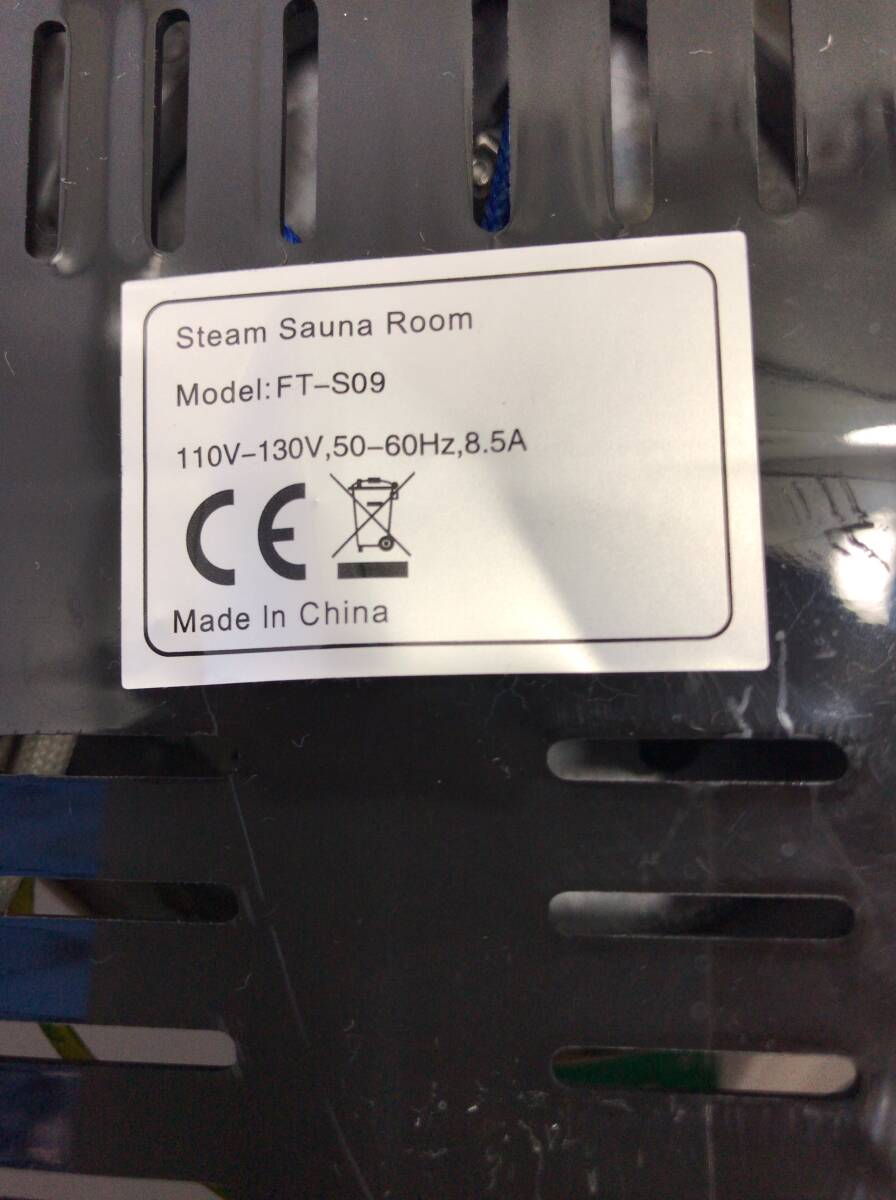 Steam Sauna Room
Model:FT-S09
110V-130V,50-60Hz,8.5A
CE
Made In China